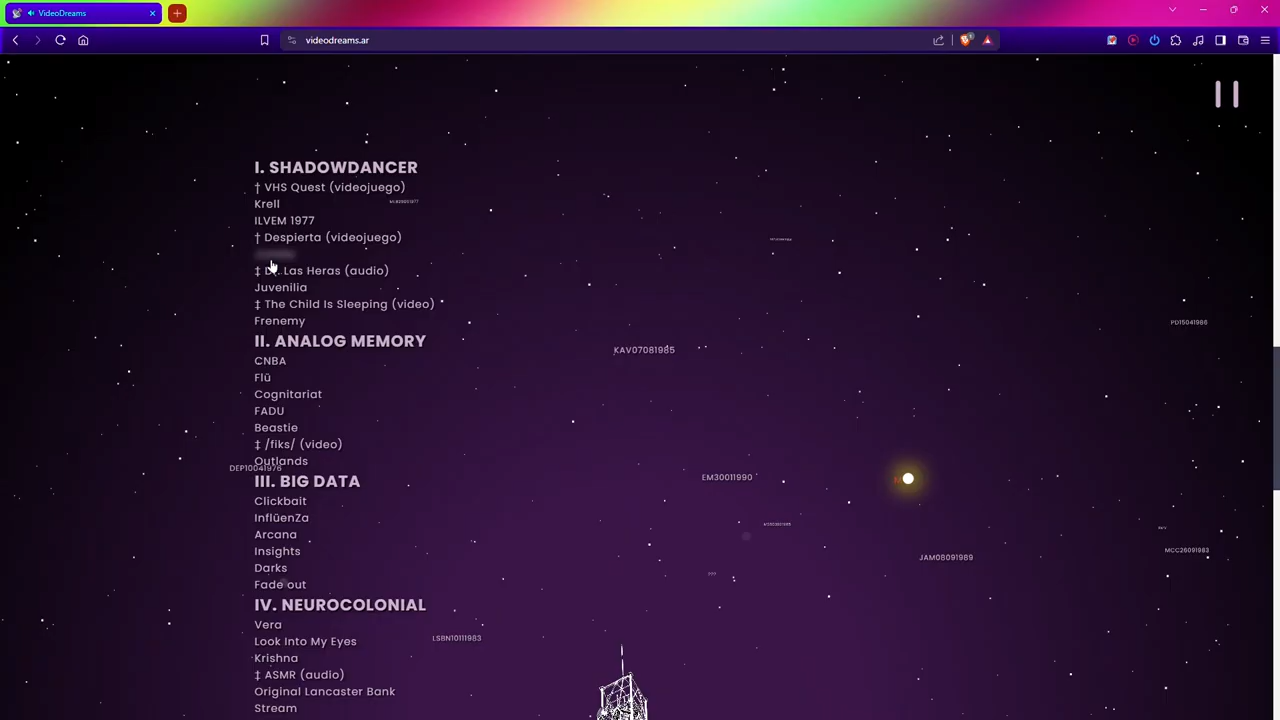 VideoDreams
videodreams.ar
I. SHADOWDANCER
† VHS Quest (videojuego)
Krell
ILVEM 1977
† Despierta (videojuego)
‡ Las Heras (audio)
Juvenilia
‡ The Child Is Sleeping (video)
Frenemy
KAV07081985
PD15041986
II. ANALOG MEMORY
CNBA
Flü
Cognitariat
FADU
Beastie
‡ /fiks/ (video)
Outlands
DEP10041976
EM30011990
III. BIG DATA
Clickbait
InflüenZa
Arcana
Insights
Darks
Fade out
???
MCC26091983
JAM08091989
IV. NEUROCOLONIAL
Vera
Look Into My Eyes
LSBN10111983
Krishna
‡ ASMR (audio)
Original Lancaster Bank
Stream